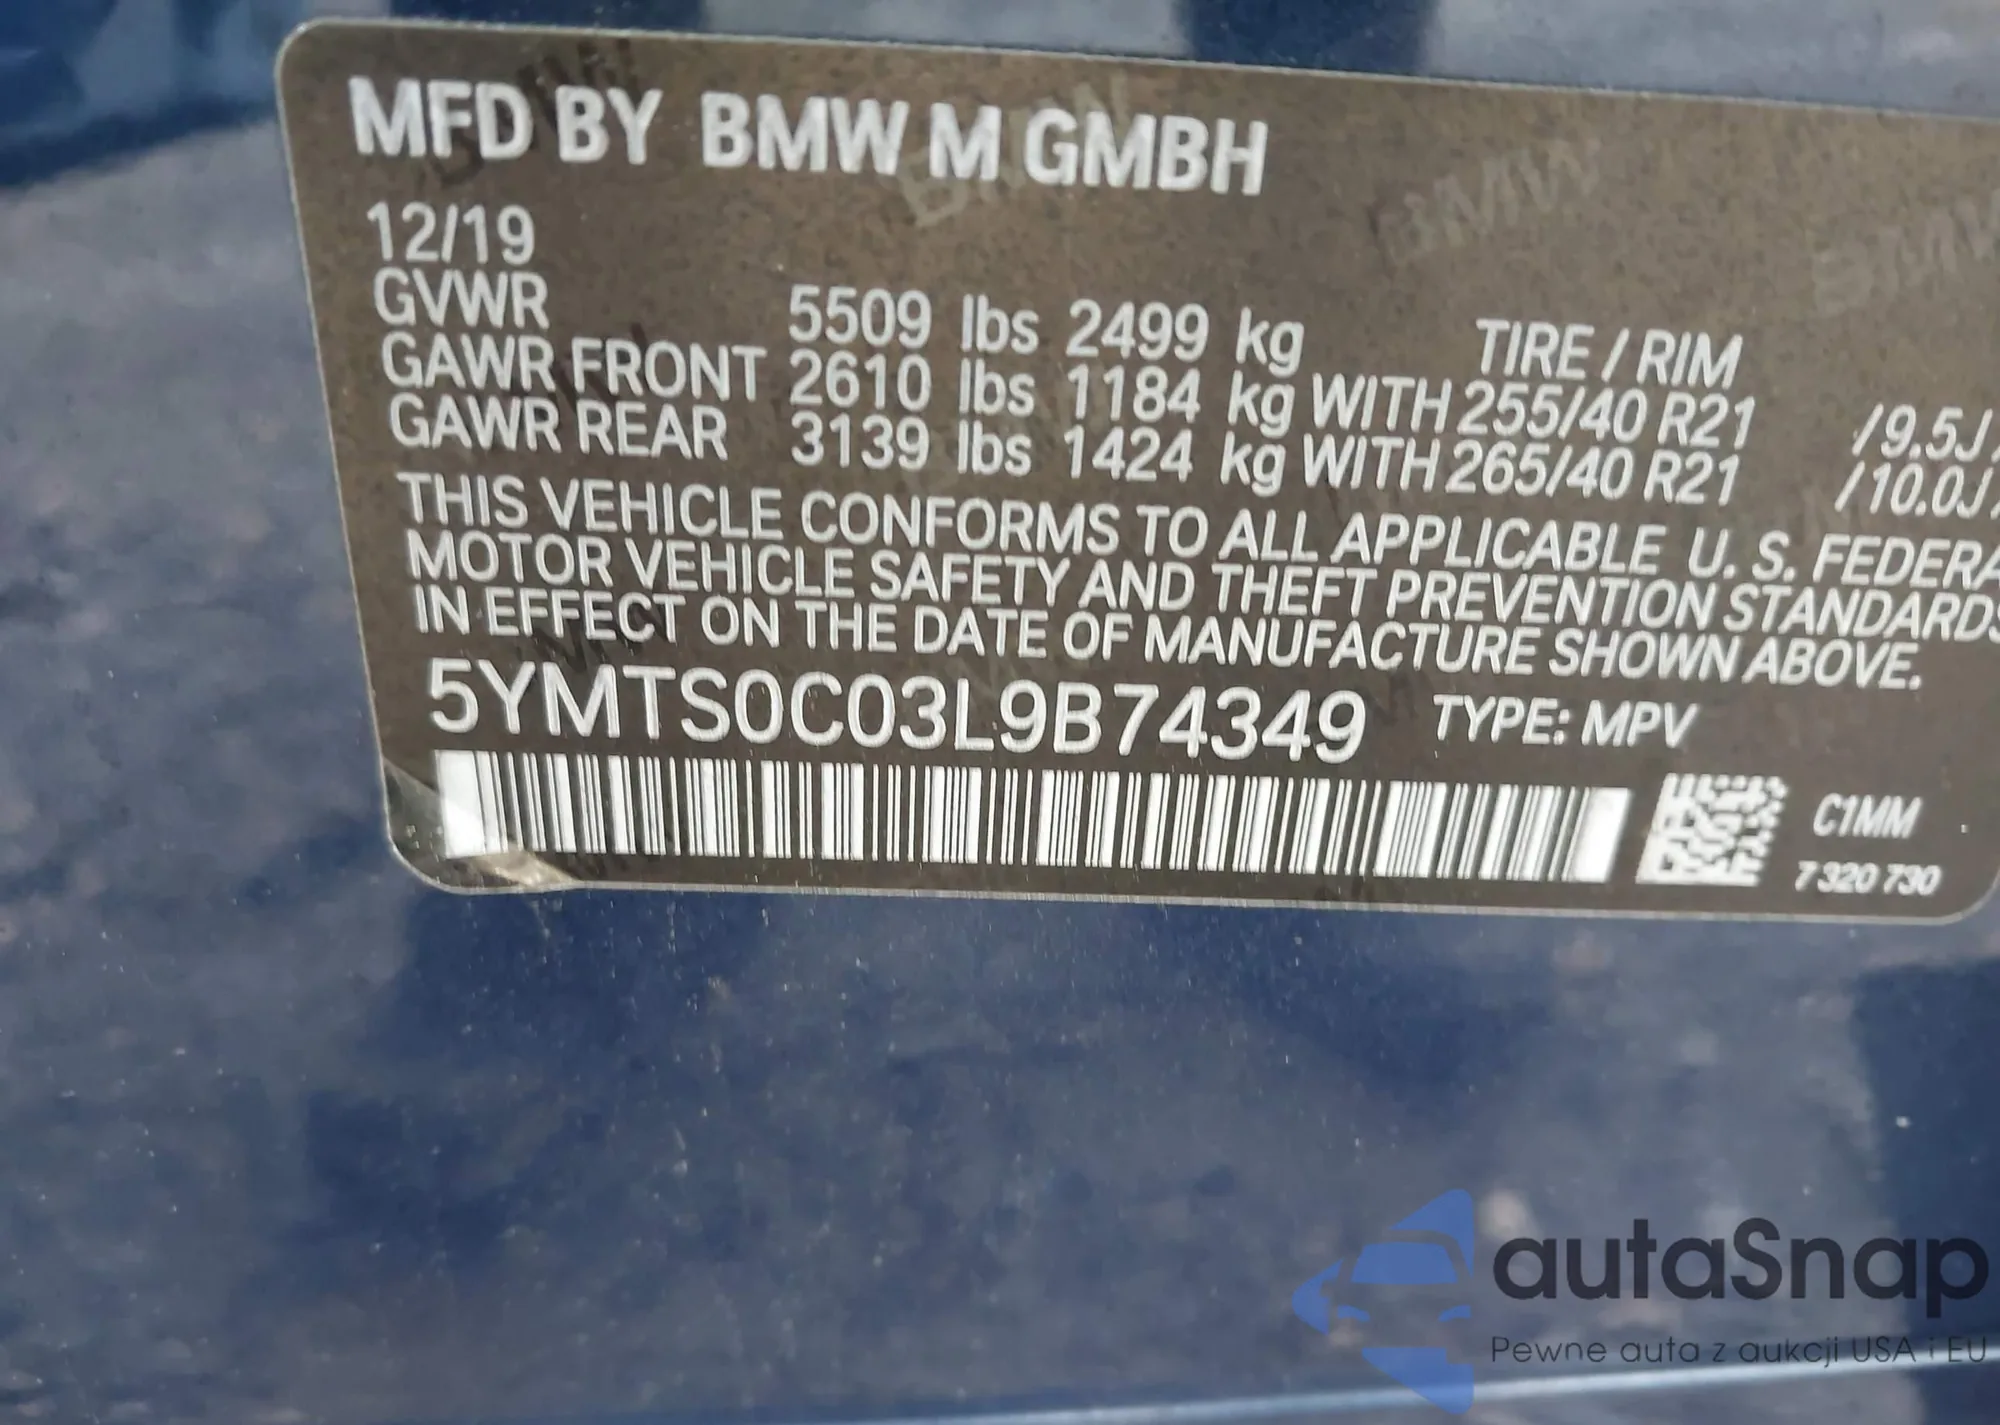 MFD BY BMW M GMBH
12/19
GVWR 5509 lbs 2499 kg TIRE / RIM
GAWR FRONT 2610 lbs 1184 kg WITH 255/40 R21 /9.5J
GAWR REAR 3139 lbs 1424 kg WITH 265/40 R21 /10.0J
THIS VEHICLE CONFORMS TO ALL APPLICABLE U. S. FEDERA
MOTOR VEHICLE SAFETY AND THEFT PREVENTION STANDARDS
IN EFFECT ON THE DATE OF MANUFACTURE SHOWN ABOVE.
5YMTS0C03L9B74349 TYPE: MPV
C1MM
7 320 730
autaSnap
Pewne auta z aukcji USA i EU